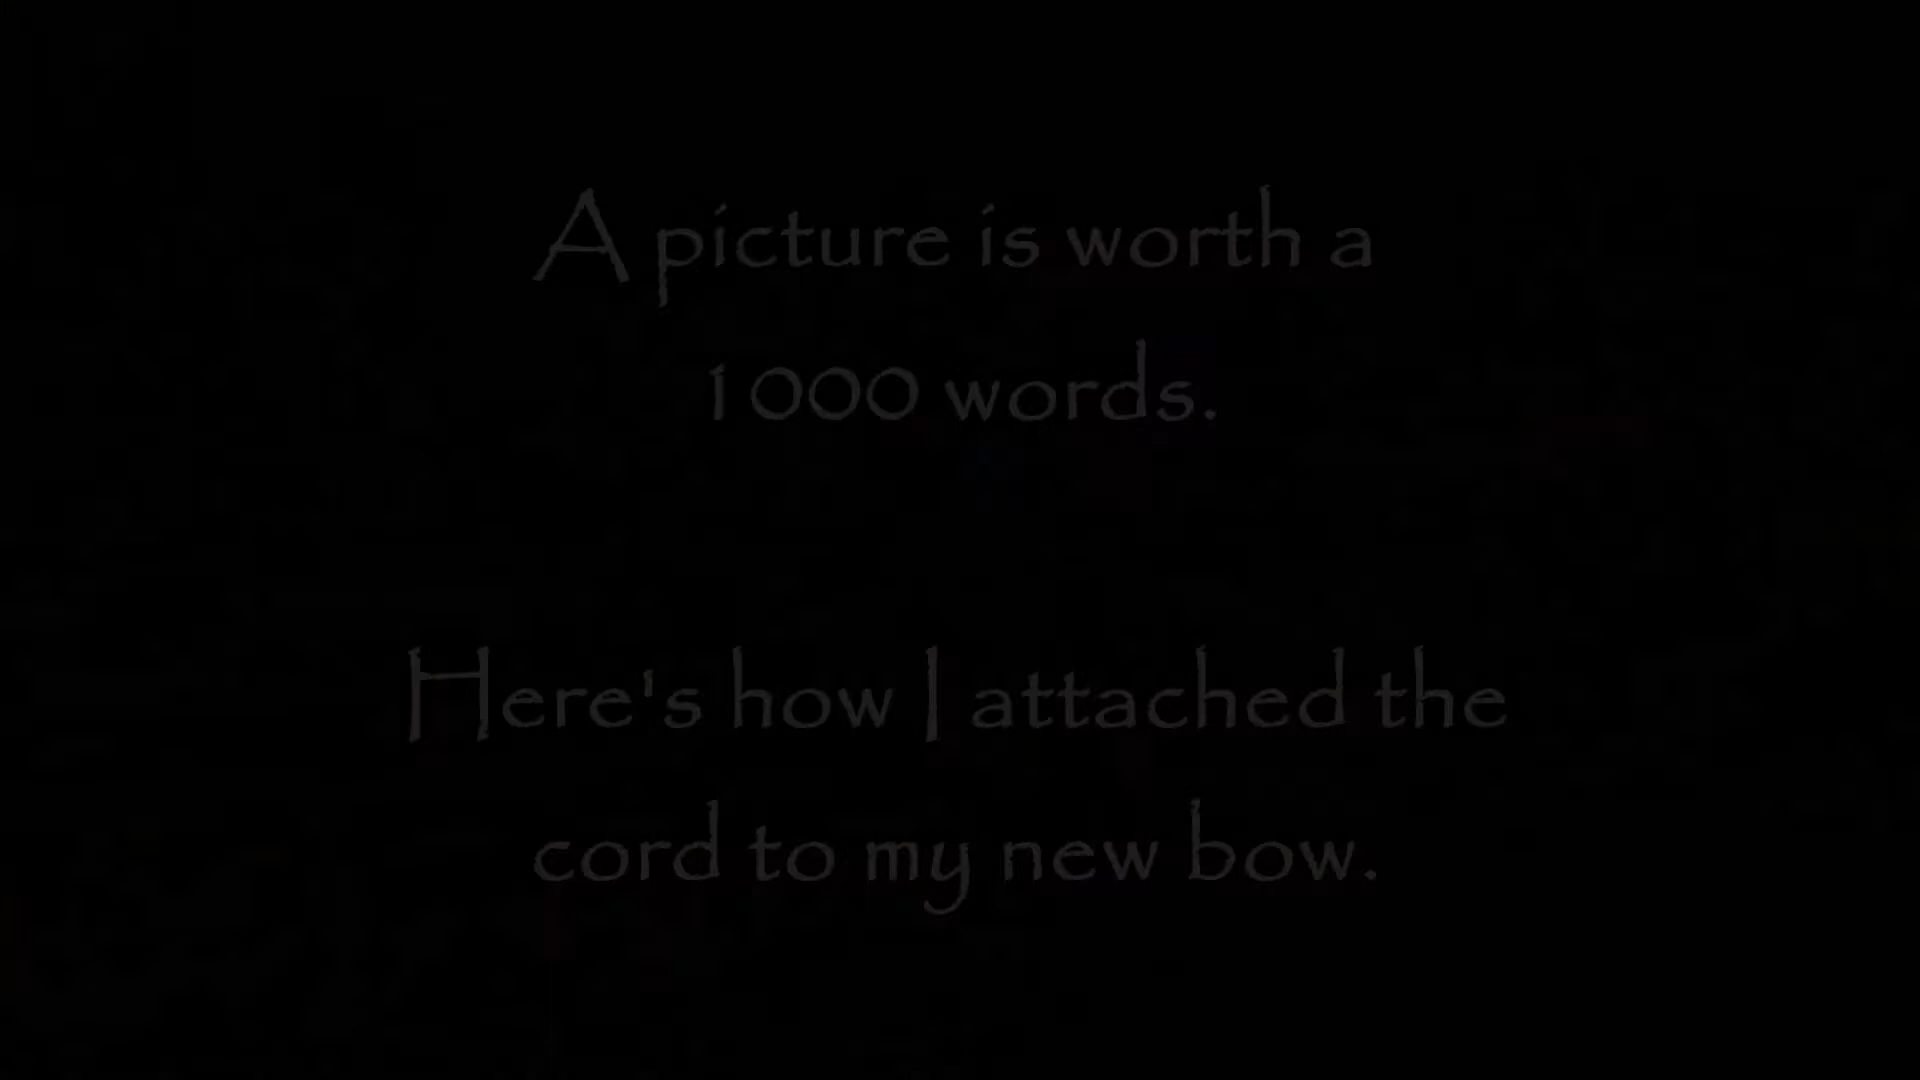 A picture is worth a
1000 words.
Here's how I attached the
cord to my new bow.